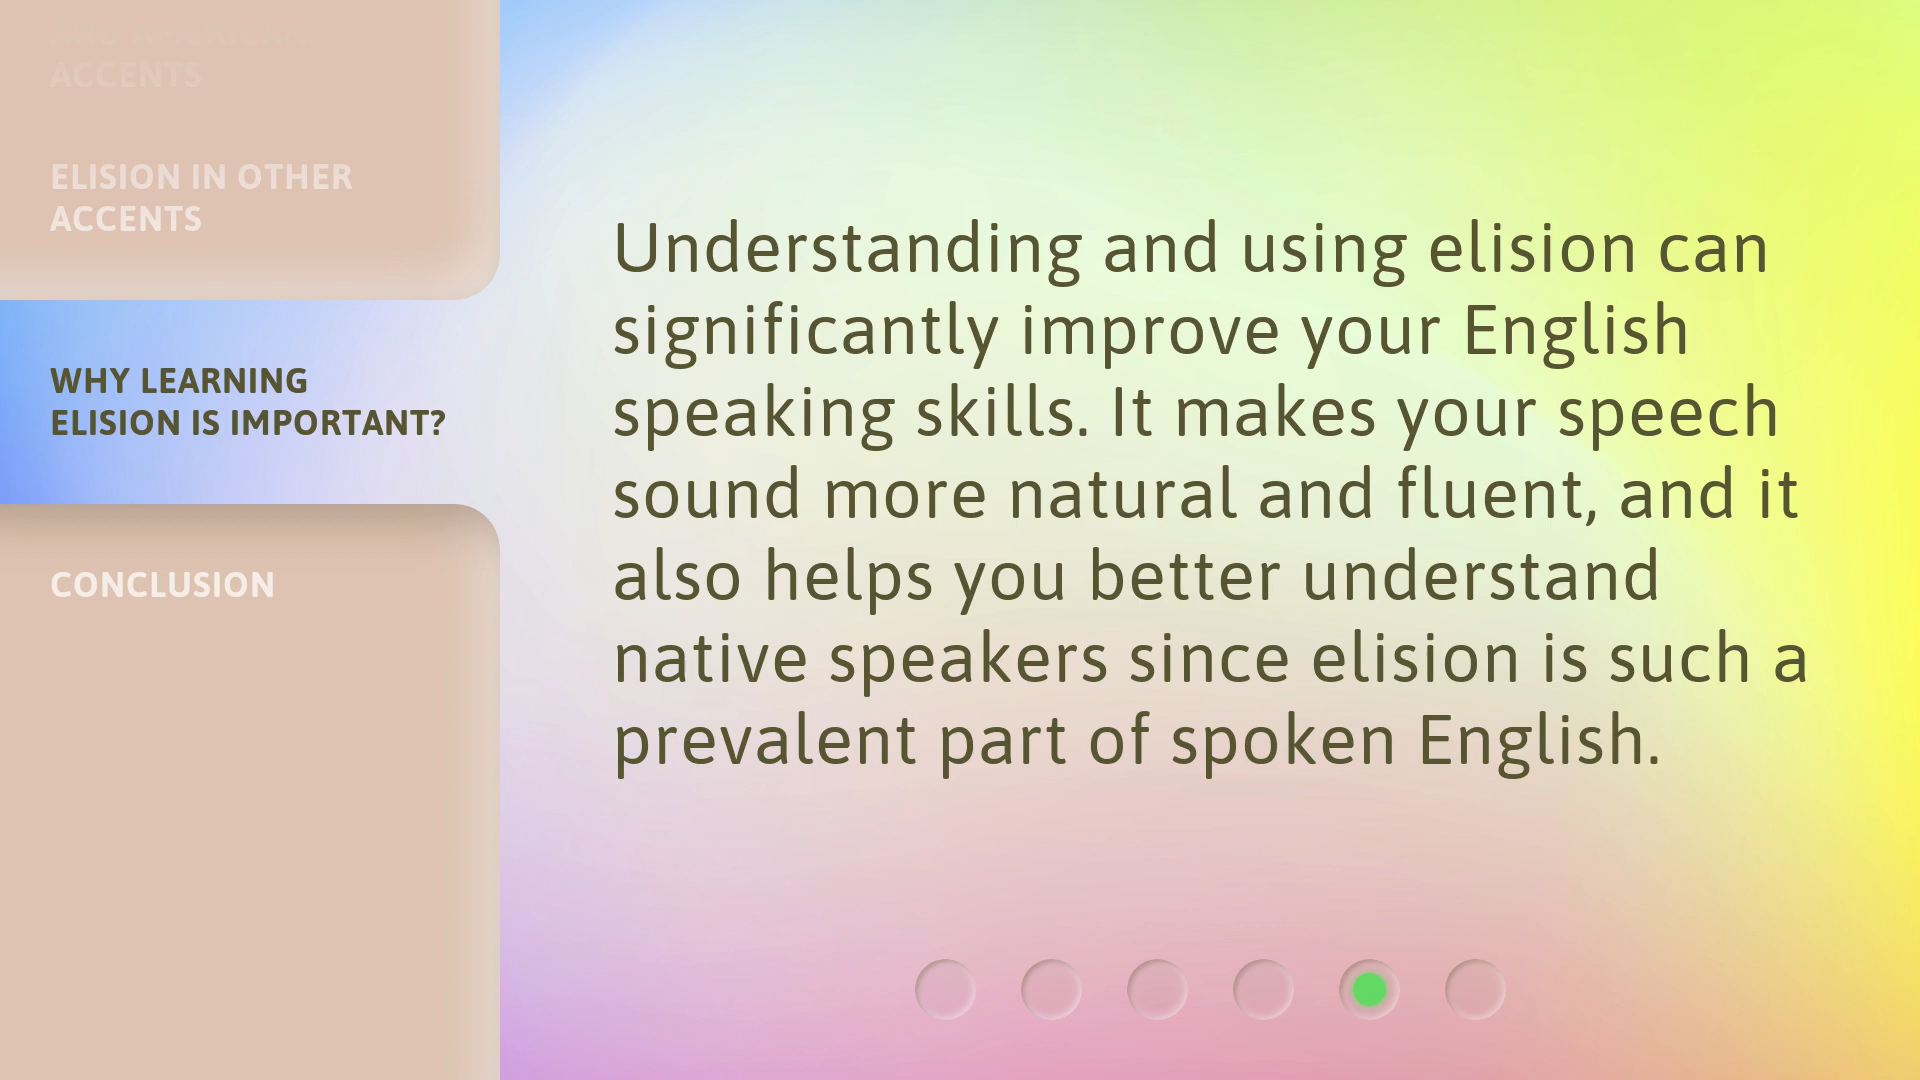 AND AMERICAN
ACCENTS
ELISION IN OTHER
ACCENTS
WHY LEARNING
ELISION IS IMPORTANT?
CONCLUSION
Understanding and using elision can
significantly improve your English
speaking skills. It makes your speech
sound more natural and fluent, and it
also helps you better understand
native speakers since elision is such a
prevalent part of spoken English.